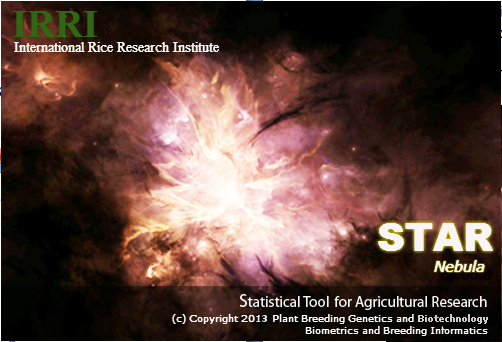 IRRI
International Rice Research Institute
STAR
Nebula
Statistical Tool for Agricultural Research
(c) Copyright 2013 Plant Breeding Genetics and Biotechnology
Biometrics and Breeding Informatics